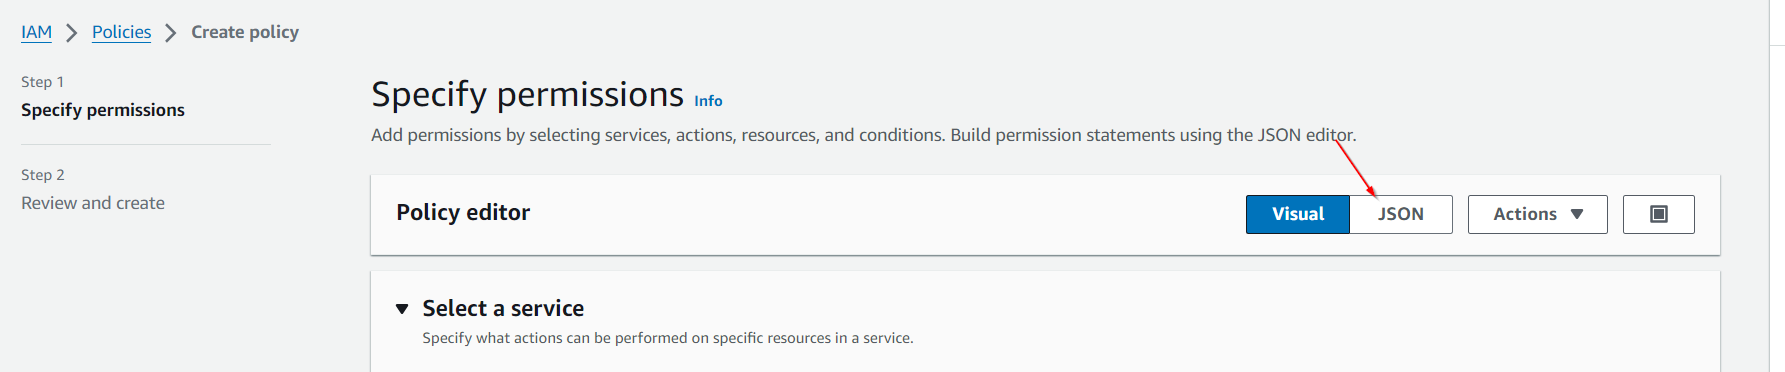 IAM > Policies > Create policy
Step 1
Specify permissions
Step 2
Review and create
Specify permissions Info
Add permissions by selecting services, actions, resources, and conditions. Build permission statements using the JSON editor.
Policy editor
Visual JSON Actions
Select a service
Specify what actions can be performed on specific resources in a service.